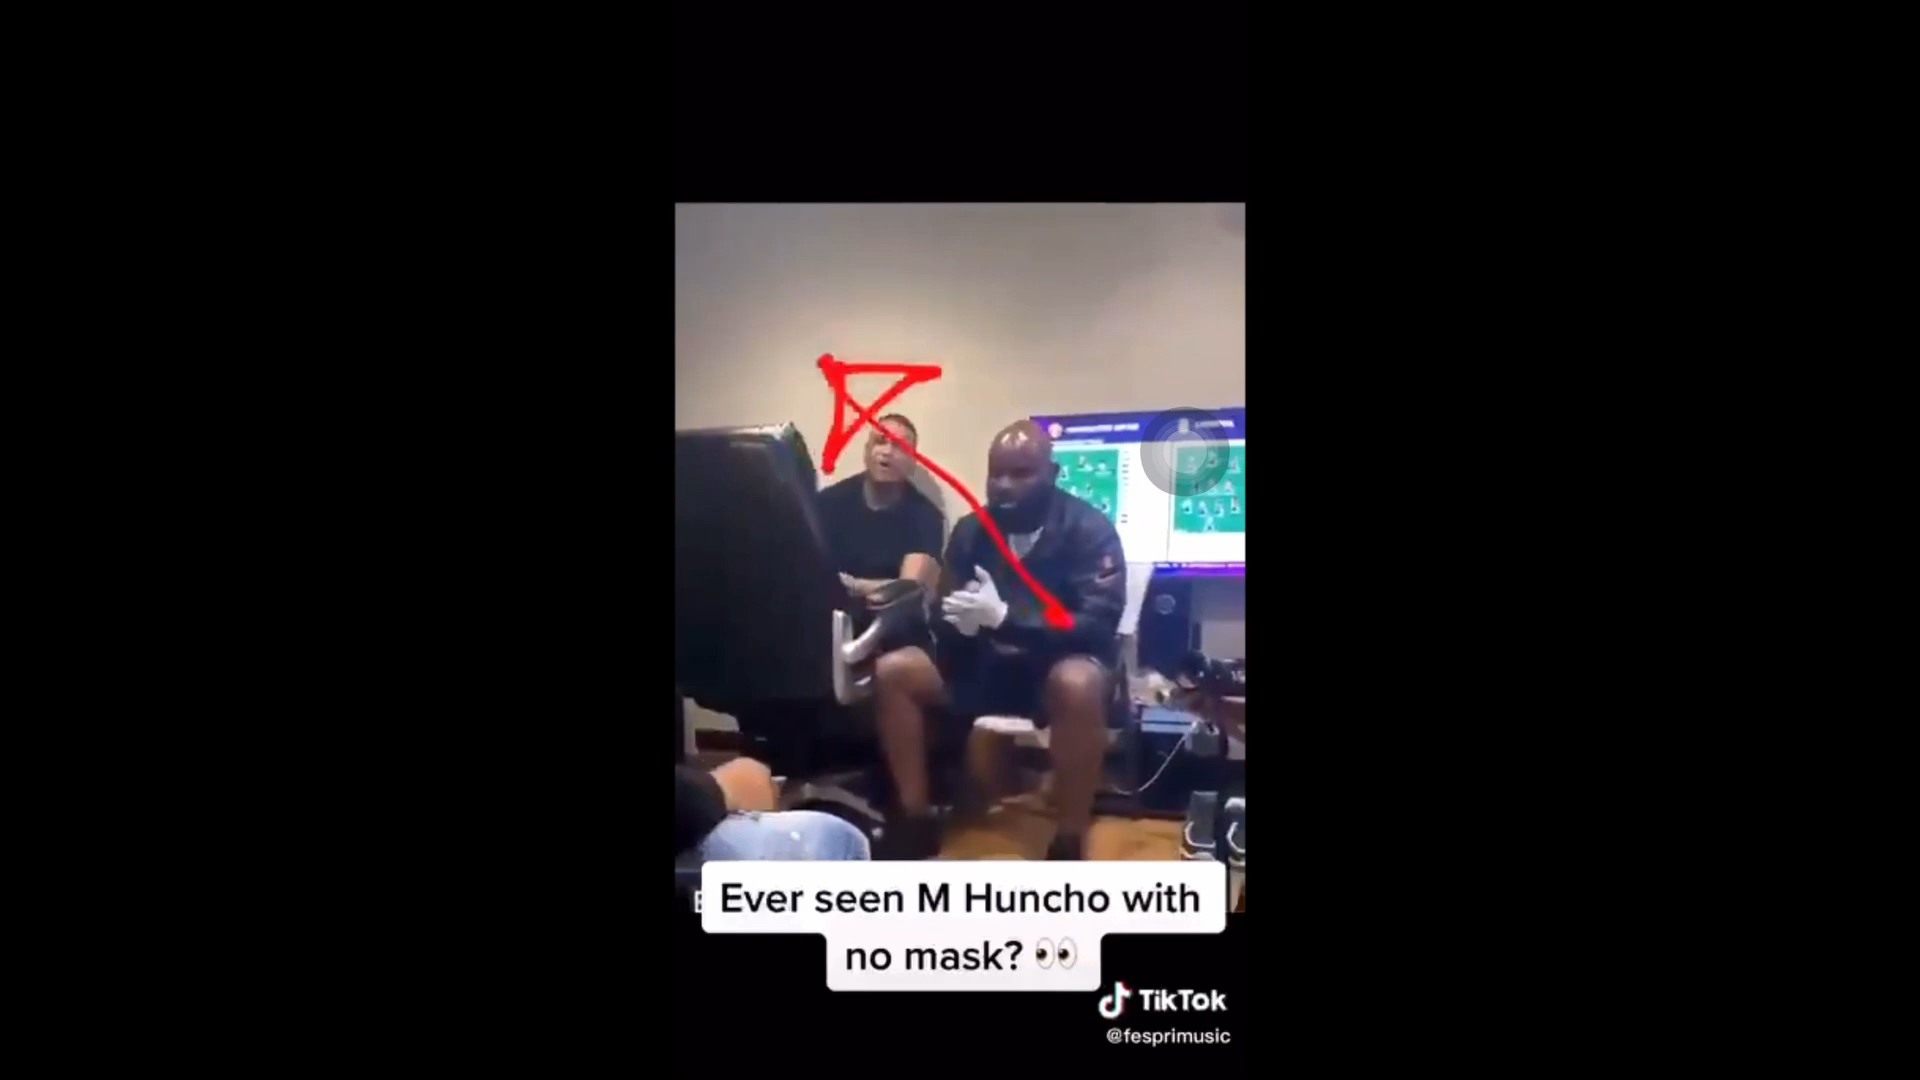 Ever seen M Huncho with
no mask? 👀
TikTok
@fesprimusic